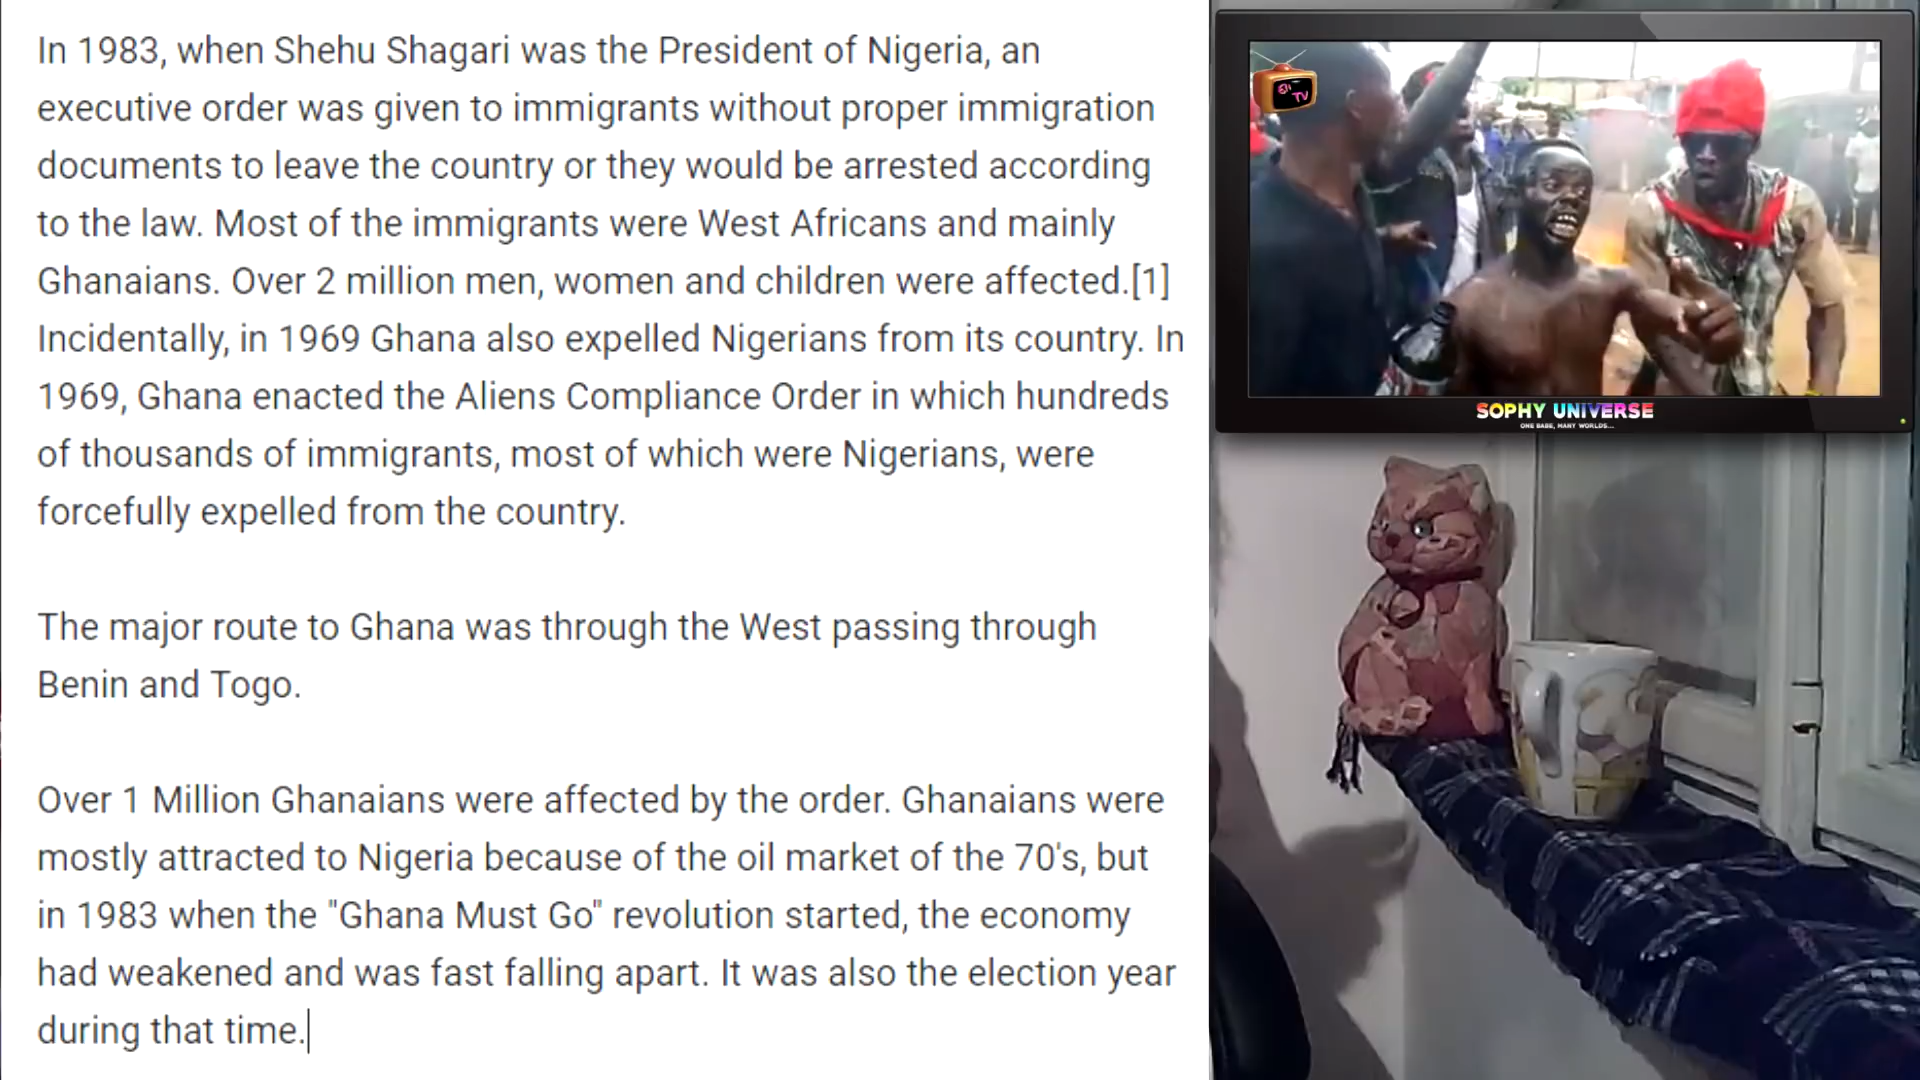 In 1983, when Shehu Shagari was the President of Nigeria, an
executive order was given to immigrants without proper immigration
documents to leave the country or they would be arrested according
to the law. Most of the immigrants were West Africans and mainly
Ghanaians. Over 2 million men, women and children were affected.[1]
Incidentally, in 1969 Ghana also expelled Nigerians from its country. In
1969, Ghana enacted the Aliens Compliance Order in which hundreds
of thousands of immigrants, most of which were Nigerians, were
forcefully expelled from the country.
The major route to Ghana was through the West passing through
Benin and Togo.
Over 1 Million Ghanaians were affected by the order. Ghanaians were
mostly attracted to Nigeria because of the oil market of the 70's, but
in 1983 when the "Ghana Must Go" revolution started, the economy
had weakened and was fast falling apart. It was also the election year
during that time.
TV
SOPHY UNIVERSE
ONE BABE, MANY WORLDS...